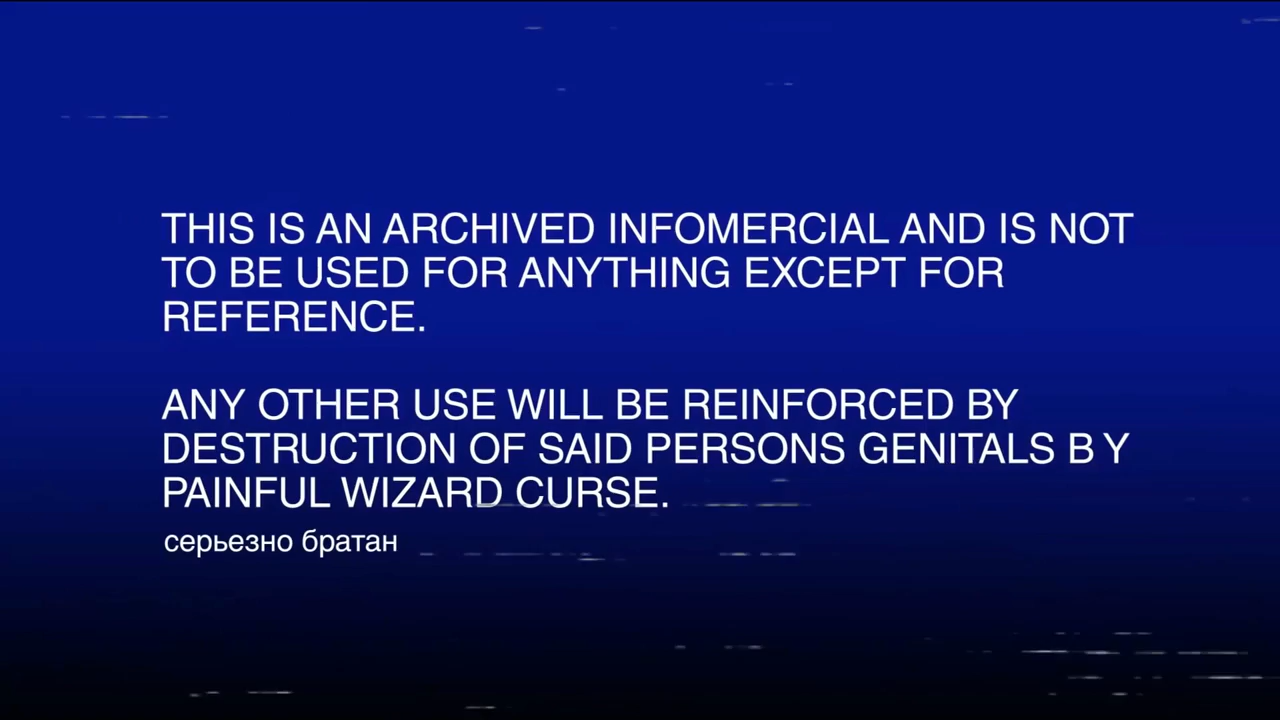 THIS IS AN ARCHIVED INFOMERCIAL AND IS NOT
TO BE USED FOR ANYTHING EXCEPT FOR
REFERENCE.
ANY OTHER USE WILL BE REINFORCED BY
DESTRUCTION OF SAID PERSONS GENITALS B Y
PAINFUL WIZARD CURSE.
серьезно братан